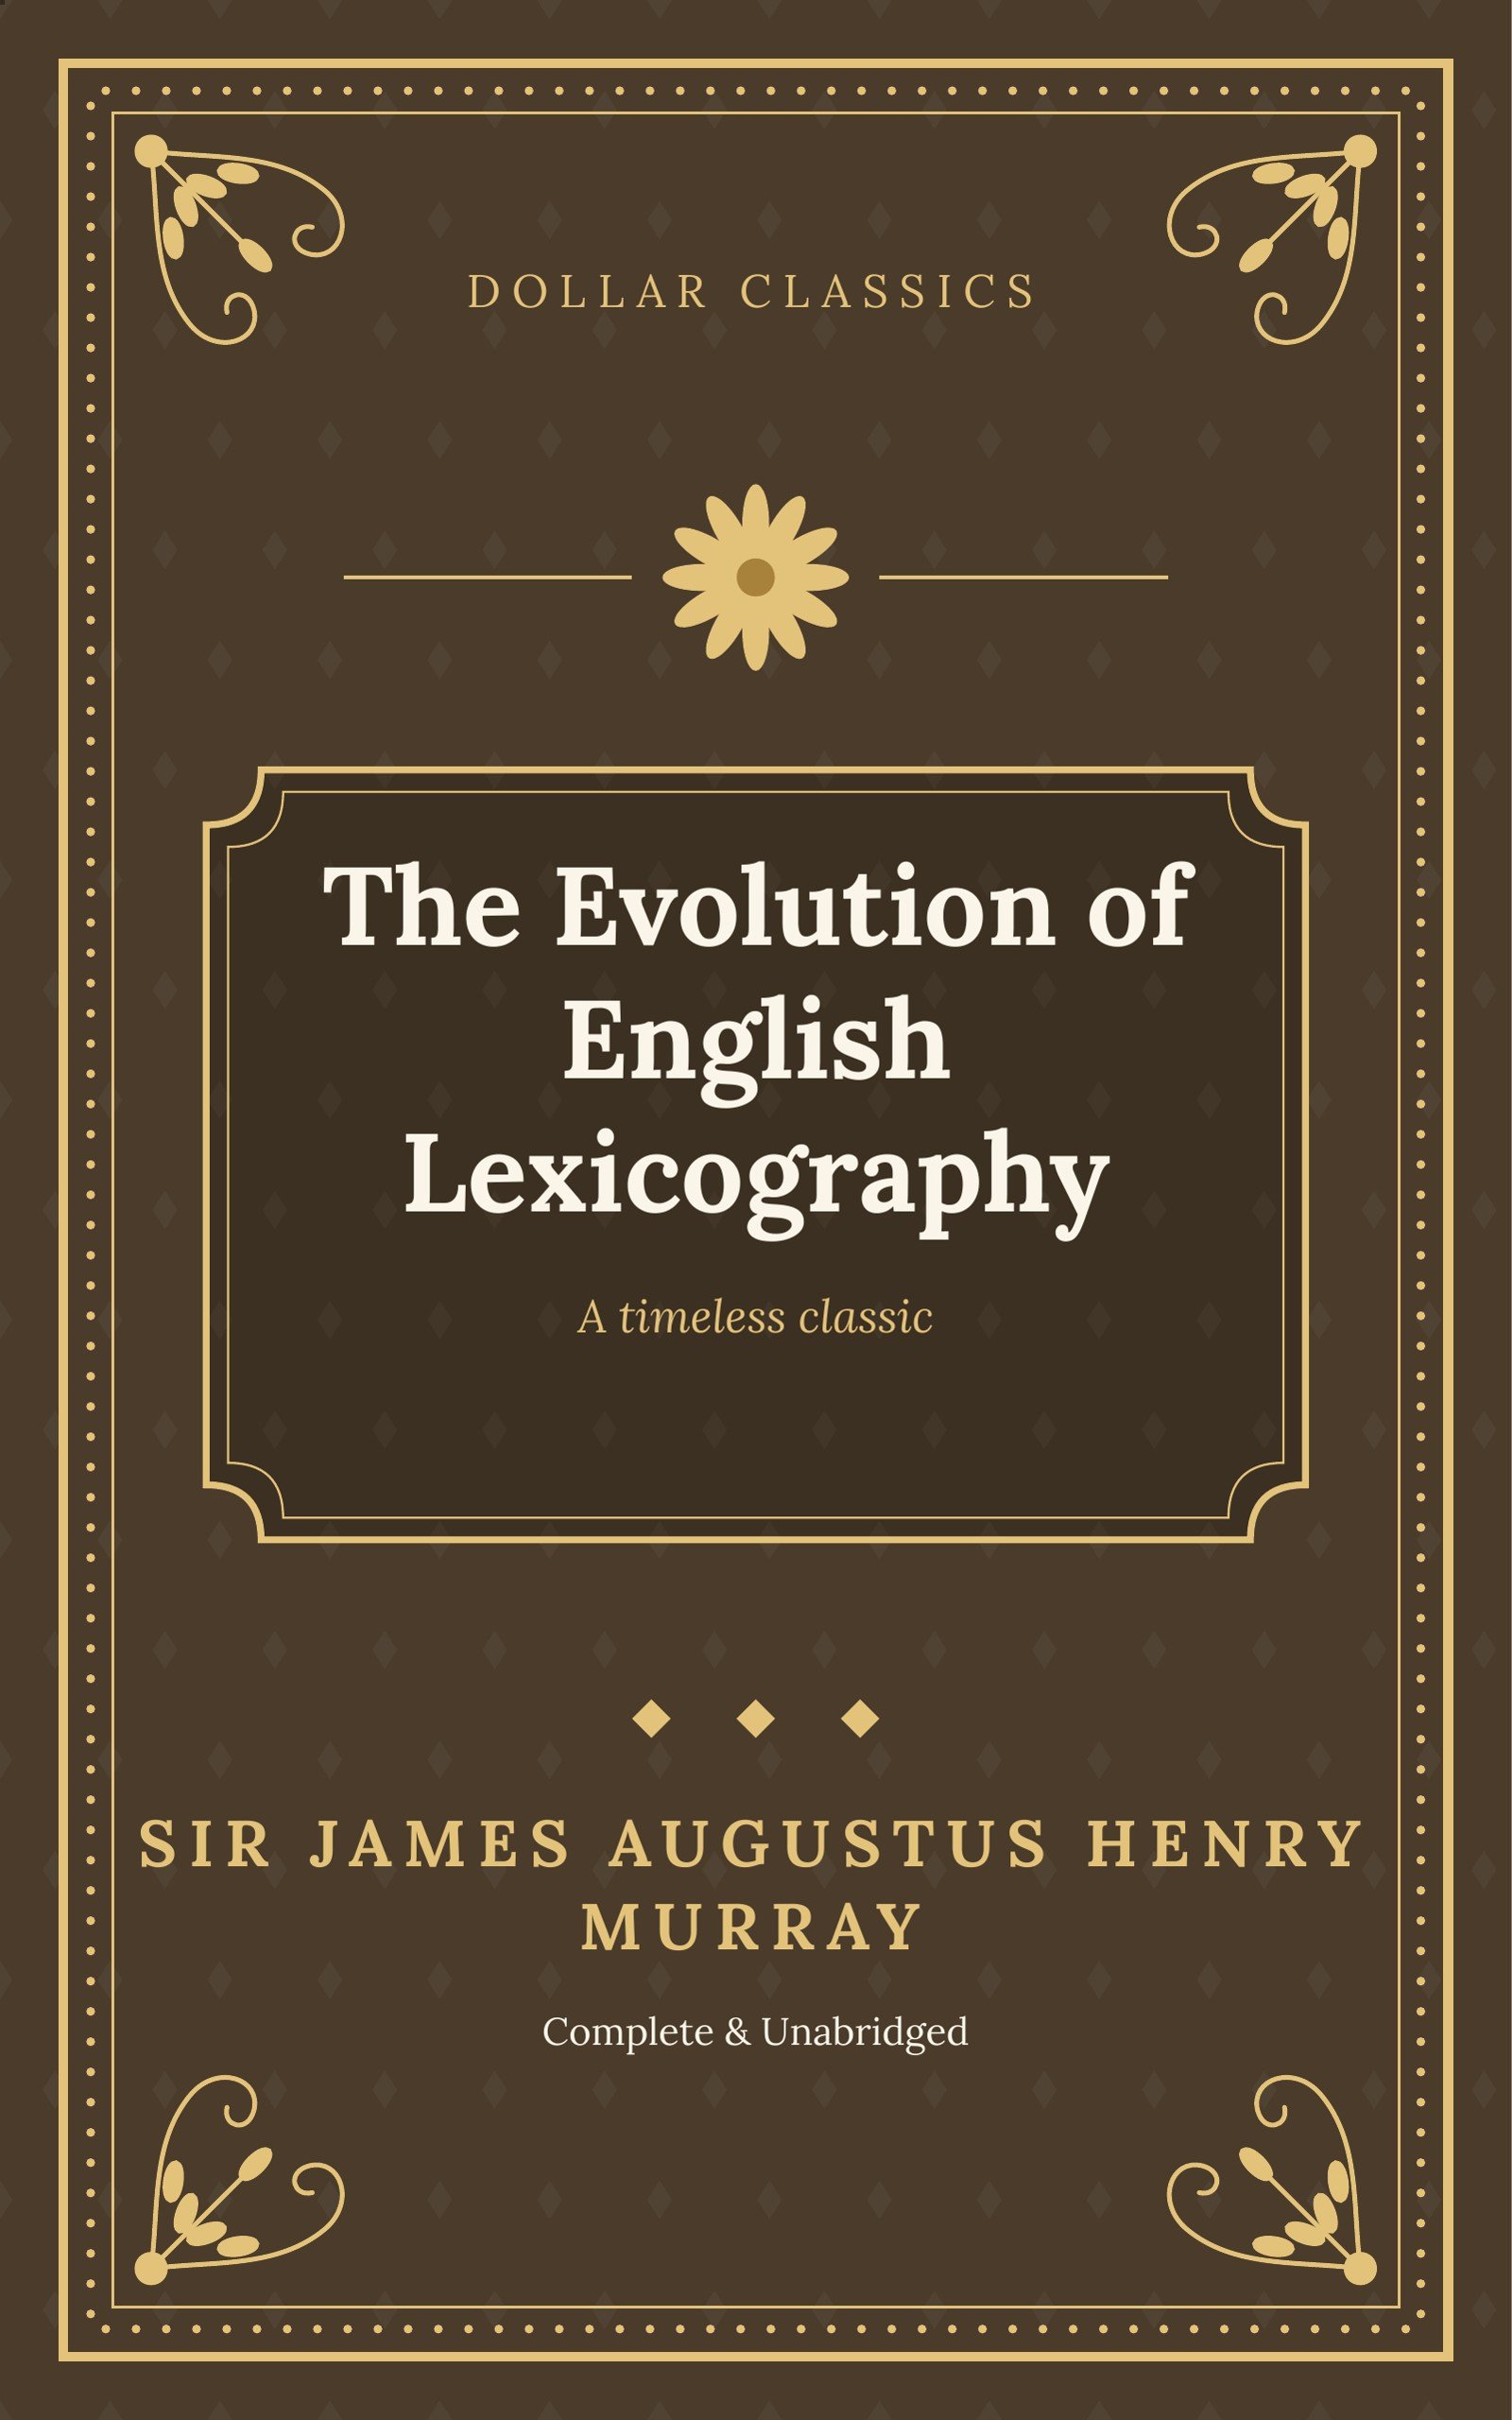 DOLLAR CLASSICS
The Evolution of
English
Lexicography
A timeless classic
SIR JAMES AUGUSTUS HENRY
MURRAY
Complete & Unabridged